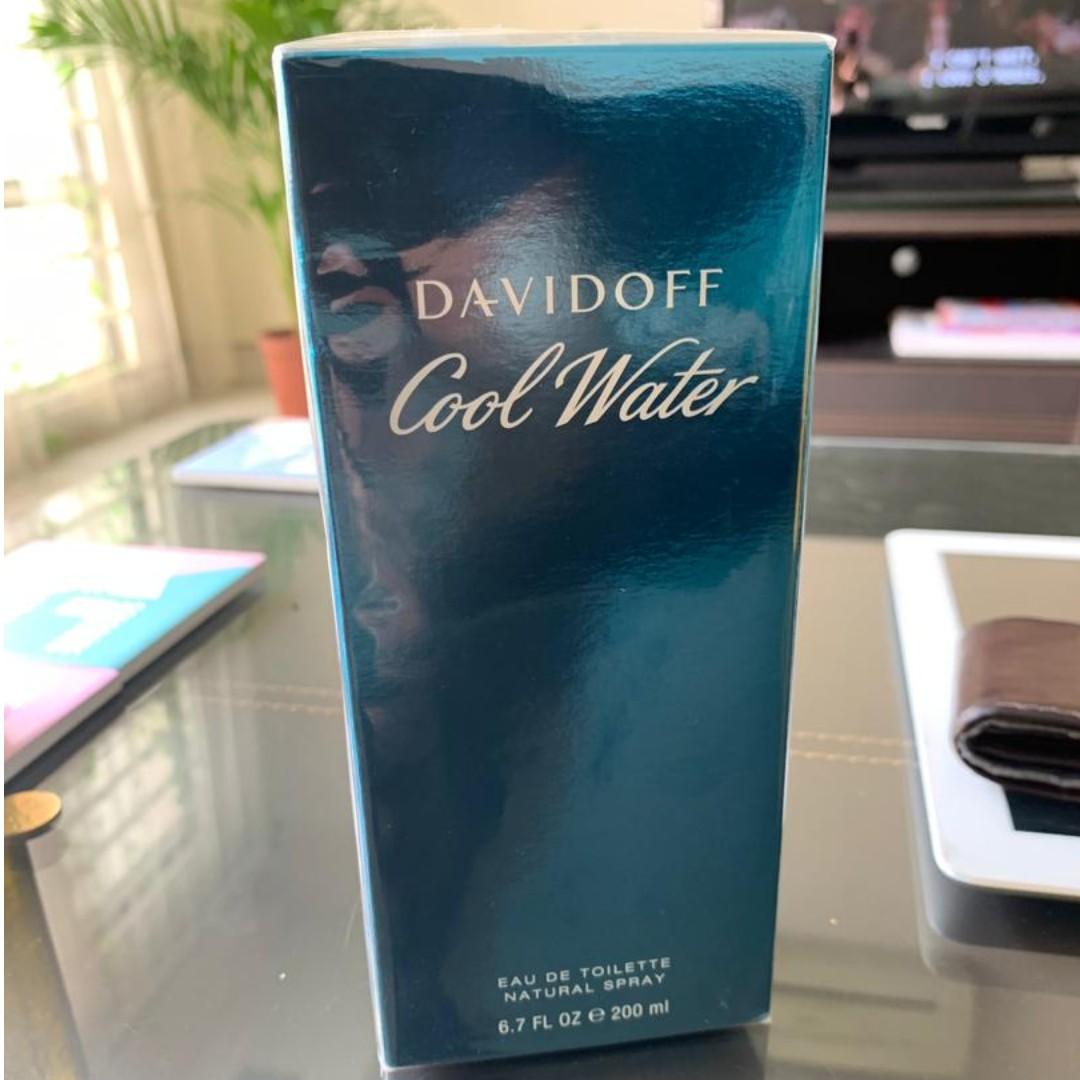 DAVIDOFF
Cool Water
EAU DE TOILETTE
NATURAL SPRAY
6.7 FL OZ ℮ 200 ml